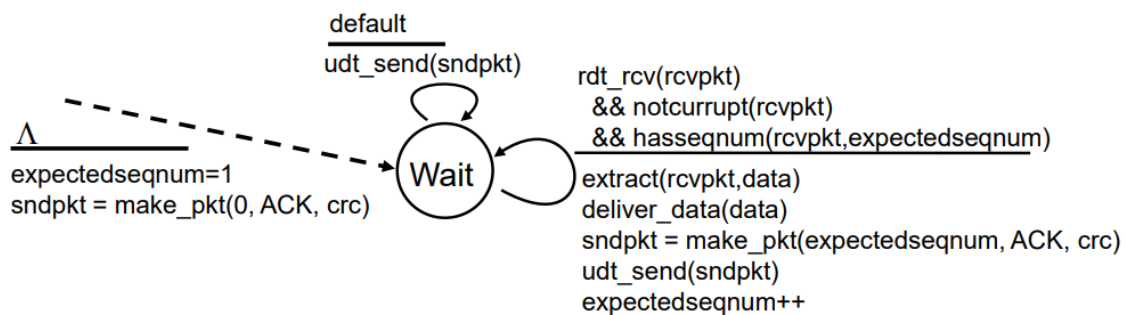 default
udt_send(sndpkt)
rdt_rcv(rcvpkt)
&& notcurrupt(rcvpkt)
&& hasseqnum(rcvpkt,expectedseqnum)
Λ
expectedseqnum=1
sndpkt = make_pkt(0, ACK, crc)
Wait
extract(rcvpkt,data)
deliver_data(data)
sndpkt = make_pkt(expectedseqnum, ACK, crc)
udt_send(sndpkt)
expectedseqnum++